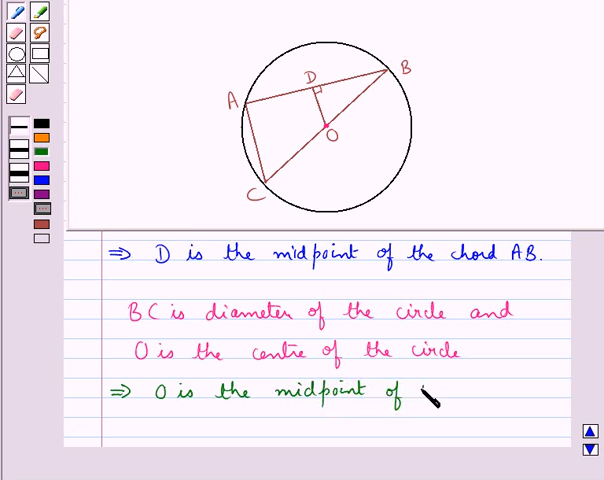 D
B
A
O
C
⇒ D is the midpoint of the chord AB.
BC is diameter of the circle and
O is the centre of the circle
⇒ O is the midpoint of